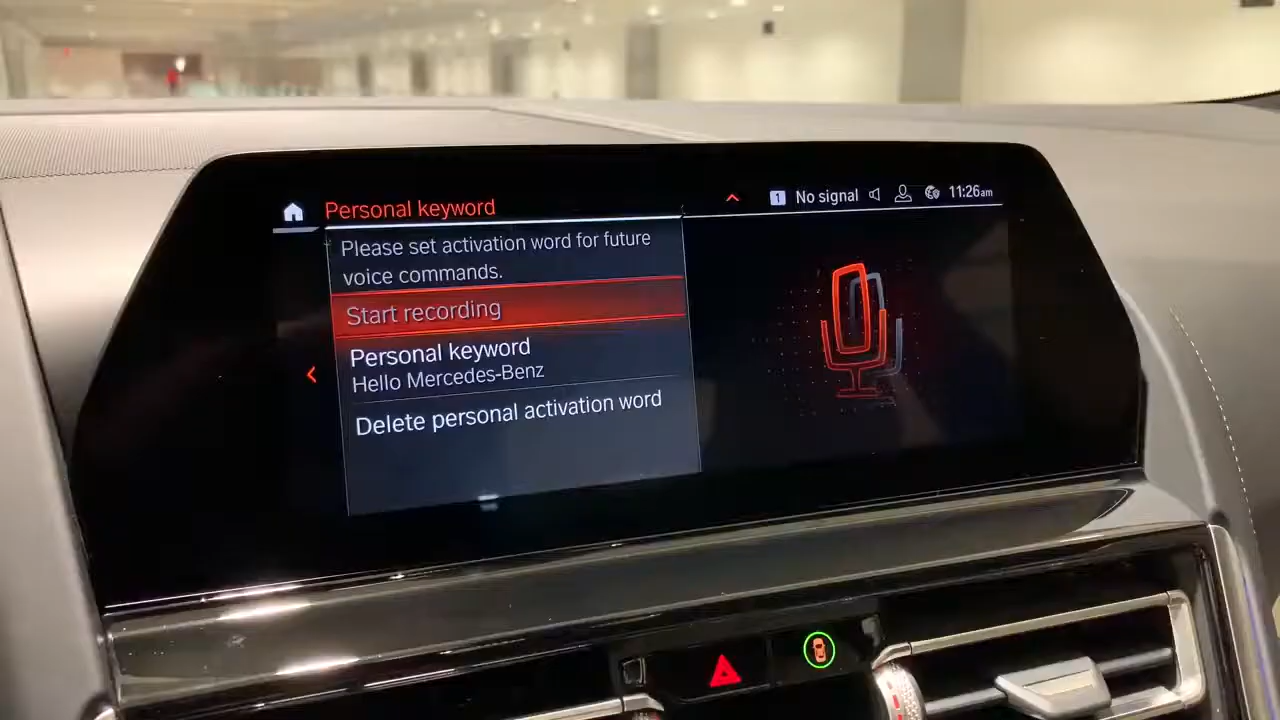 Personal keyword
1 No signal 11:26am
Please set activation word for future
voice commands.
Start recording
Personal keyword
Hello Mercedes-Benz
Delete personal activation word